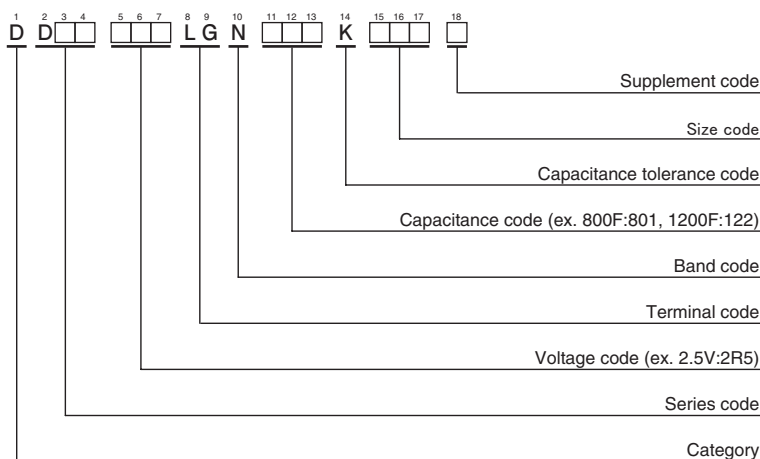 1 2 3 4 5 6 7 8 9 10 11 12 13 14 15 16 17 18
D D L G N K
Supplement code
Size code
Capacitance tolerance code
Capacitance code (ex. 800F:801, 1200F:122)
Band code
Terminal code
Voltage code (ex. 2.5V:2R5)
Series code
Category